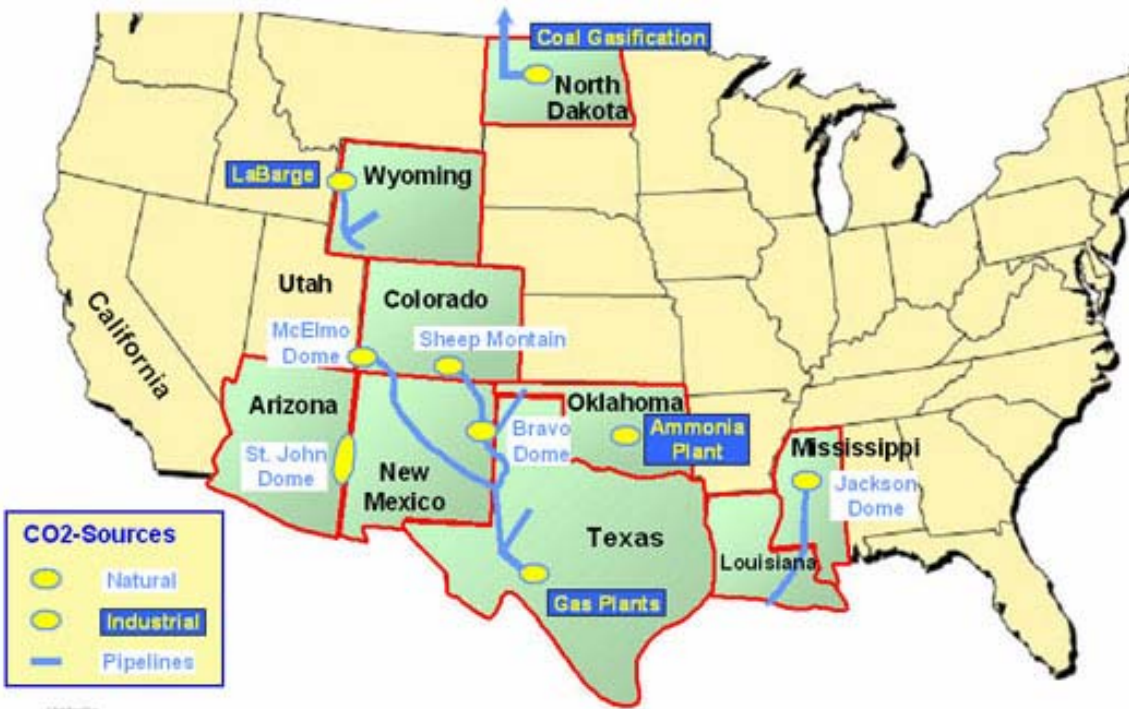 Coal Gasification
North
Dakota
LaBarge
Wyoming
Utah
Colorado
California
McElmo
Dome
Sheep Montain
Arizona
Oklahoma
St. John
Dome
New
Mexico
Bravo
Dome
Ammonia
Plant
Mississippi
Jackson
Dome
Texas
Louisiana
Gas Plants
CO2-Sources
Natural
Industrial
Pipelines